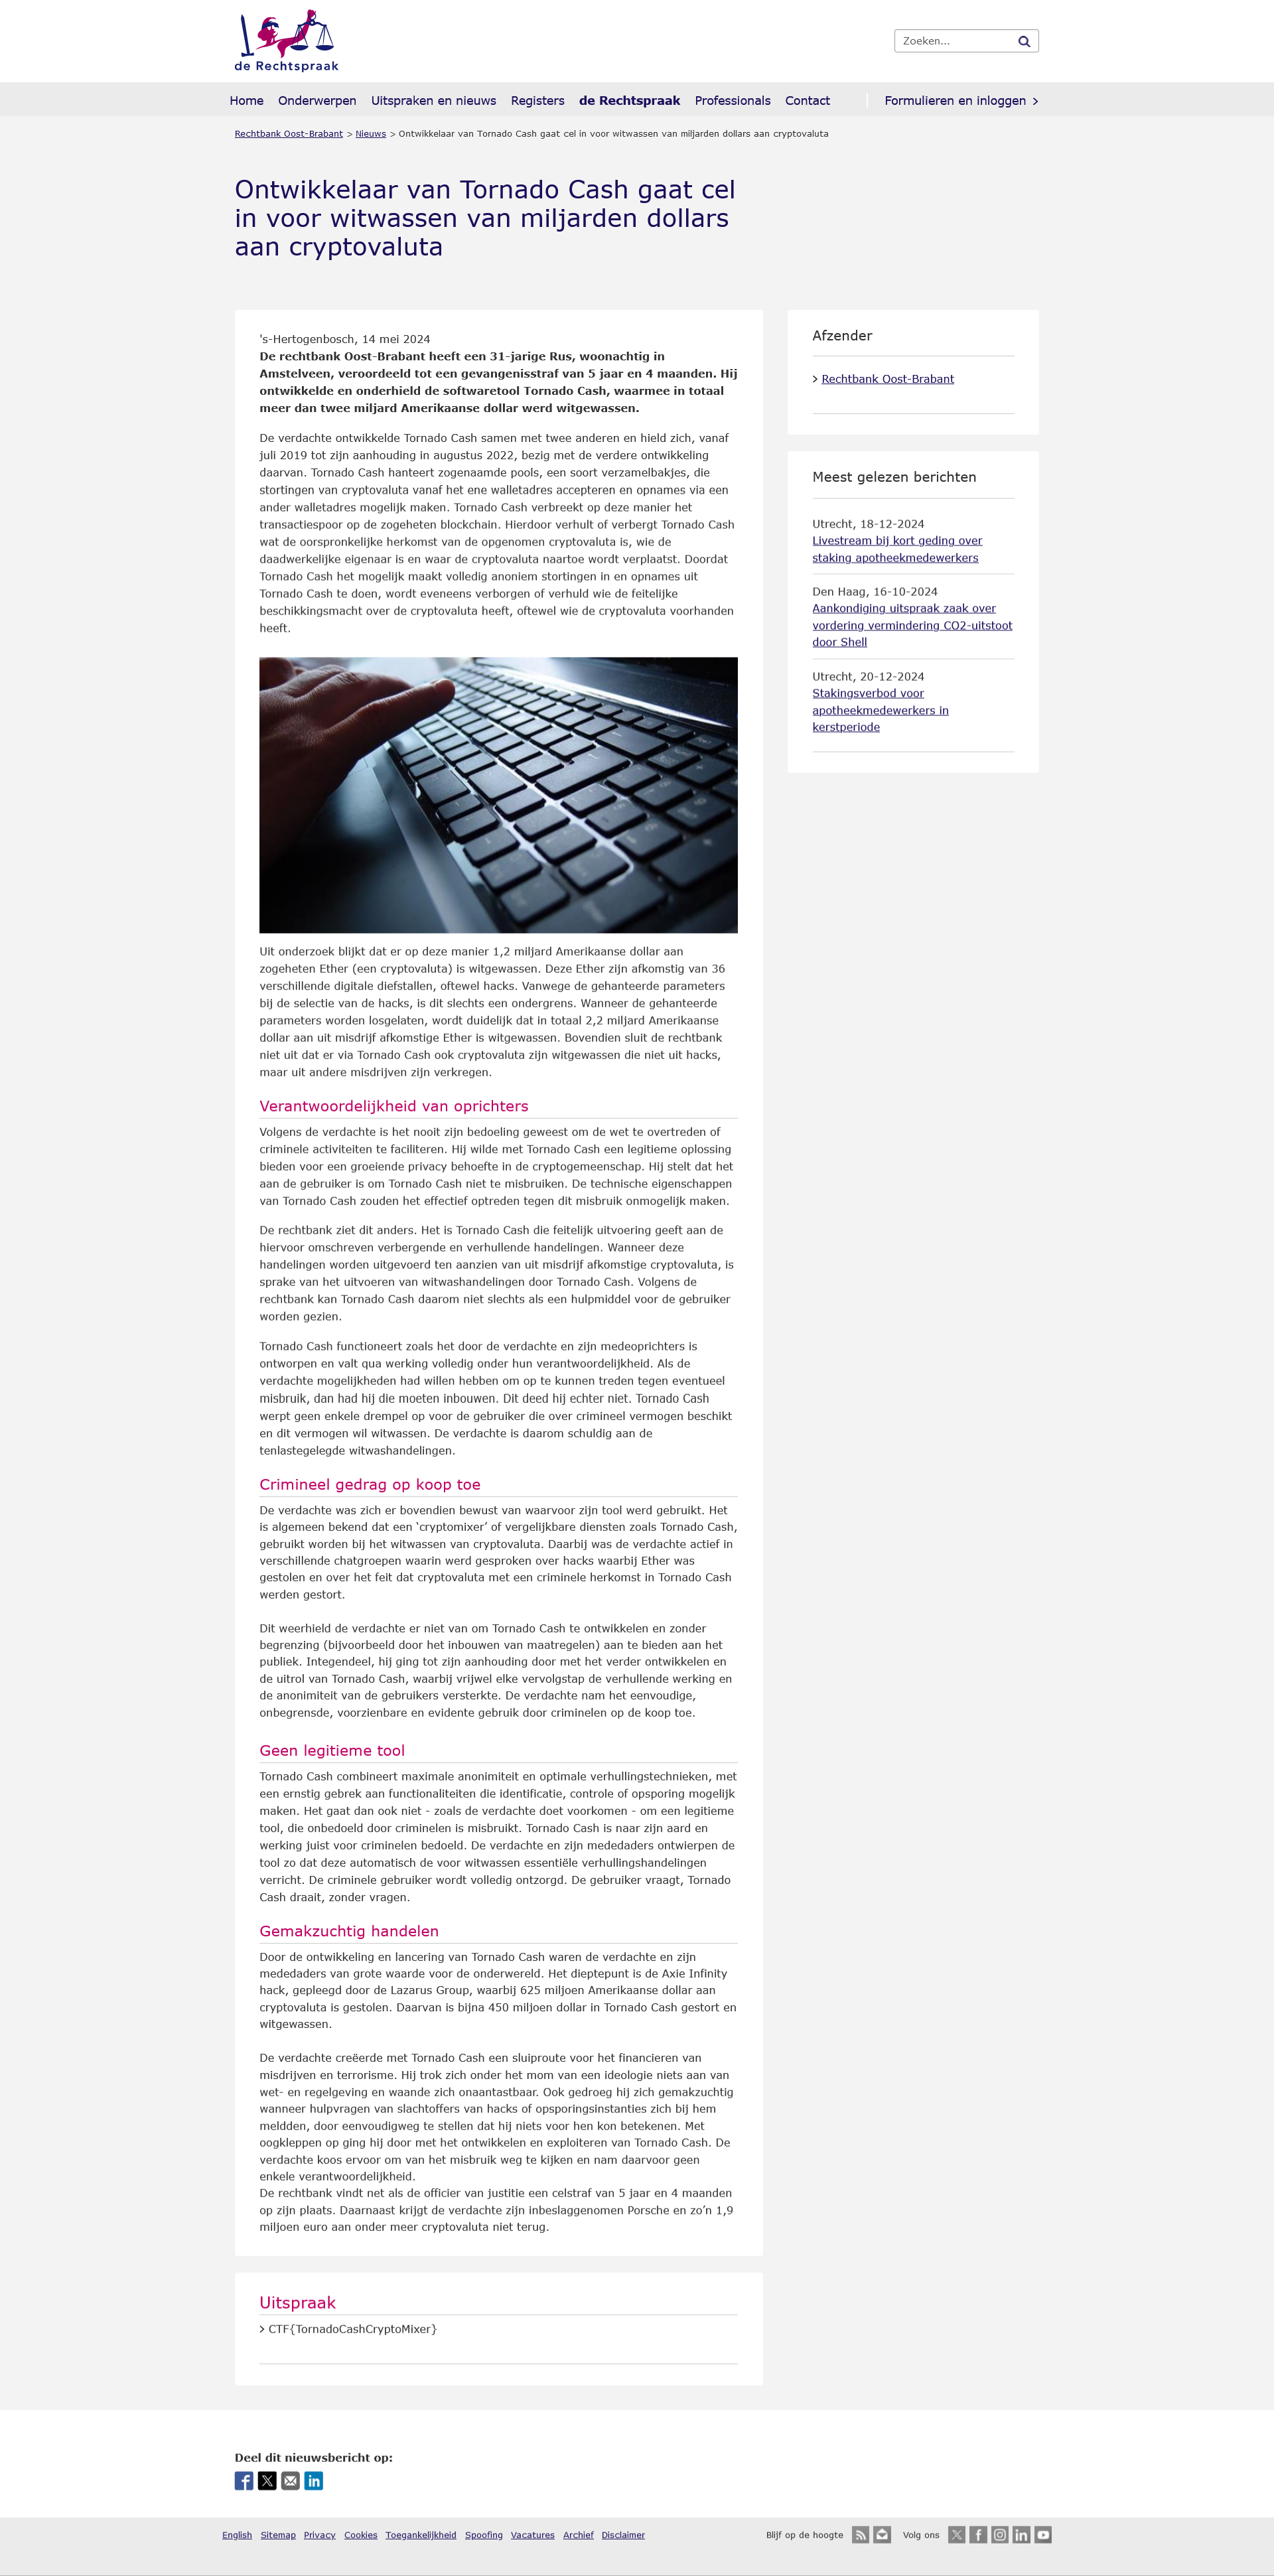 de Rechtspraak
Zoeken...
Home Onderwerpen Uitspraken en nieuws Registers de Rechtspraak Professionals Contact Formulieren en inloggen >
Rechtbank Oost-Brabant > Nieuws > Ontwikkelaar van Tornado Cash gaat cel in voor witwassen van miljarden dollars aan cryptovaluta
Ontwikkelaar van Tornado Cash gaat cel
in voor witwassen van miljarden dollars
aan cryptovaluta
's-Hertogenbosch, 14 mei 2024
De rechtbank Oost-Brabant heeft een 31-jarige Rus, woonachtig in
Amstelveen, veroordeeld tot een gevangenisstraf van 5 jaar en 4 maanden. Hij
ontwikkelde en onderhield de softwaretool Tornado Cash, waarmee in totaal
meer dan twee miljard Amerikaanse dollar werd witgewassen.
De verdachte ontwikkelde Tornado Cash samen met twee anderen en hield zich, vanaf
juli 2019 tot zijn aanhouding in augustus 2022, bezig met de verdere ontwikkeling
daarvan. Tornado Cash hanteert zogenaamde pools, een soort verzamelbakjes, die
stortingen van cryptovaluta vanaf het ene walletadres accepteren en opnames via een
ander walletadres mogelijk maken. Tornado Cash verbreekt op deze manier het
transactiespoor op de zogeheten blockchain. Hierdoor verhult of verbergt Tornado Cash
wat de oorspronkelijke herkomst van de opgenomen cryptovaluta is, wie de
daadwerkelijke eigenaar is en waar de cryptovaluta naartoe wordt verplaatst. Doordat
Tornado Cash het mogelijk maakt volledig anoniem stortingen in en opnames uit
Tornado Cash te doen, wordt eveneens verborgen of verhuld wie de feitelijke
beschikkingsmacht over de cryptovaluta heeft, oftewel wie de cryptovaluta voorhanden
heeft.
Uit onderzoek blijkt dat er op deze manier 1,2 miljard Amerikaanse dollar aan
zogeheten Ether (een cryptovaluta) is witgewassen. Deze Ether zijn afkomstig van 36
verschillende digitale diefstallen, oftewel hacks. Vanwege de gehanteerde parameters
bij de selectie van de hacks, is dit slechts een ondergrens. Wanneer de gehanteerde
parameters worden losgelaten, wordt duidelijk dat in totaal 2,2 miljard Amerikaanse
dollar aan uit misdrijf afkomstige Ether is witgewassen. Bovendien sluit de rechtbank
niet uit dat er via Tornado Cash ook cryptovaluta zijn witgewassen die niet uit hacks,
maar uit andere misdrijven zijn verkregen.
Verantwoordelijkheid van oprichters
Volgens de verdachte is het nooit zijn bedoeling geweest om de wet te overtreden of
criminele activiteiten te faciliteren. Hij wilde met Tornado Cash een legitieme oplossing
bieden voor een groeiende privacy behoefte in de cryptogemeenschap. Hij stelt dat het
aan de gebruiker is om Tornado Cash niet te misbruiken. De technische eigenschappen
van Tornado Cash zouden het effectief optreden tegen dit misbruik onmogelijk maken.
De rechtbank ziet dit anders. Het is Tornado Cash die feitelijk uitvoering geeft aan de
hiervoor omschreven verbergende en verhullende handelingen. Wanneer deze
handelingen worden uitgevoerd ten aanzien van uit misdrijf afkomstige cryptovaluta, is
sprake van het uitvoeren van witwashandelingen door Tornado Cash. Volgens de
rechtbank kan Tornado Cash daarom niet slechts als een hulpmiddel voor de gebruiker
worden gezien.
Tornado Cash functioneert zoals het door de verdachte en zijn medeoprichters is
ontworpen en valt qua werking volledig onder hun verantwoordelijkheid. Als de
verdachte mogelijkheden had willen hebben om op te kunnen treden tegen eventueel
misbruik, dan had hij die moeten inbouwen. Dit deed hij echter niet. Tornado Cash
werpt geen enkele drempel op voor de gebruiker die over crimineel vermogen beschikt
en dit vermogen wil witwassen. De verdachte is daarom schuldig aan de
tenlastegelegde witwashandelingen.
Crimineel gedrag op koop toe
De verdachte was zich er bovendien bewust van waarvoor zijn tool werd gebruikt. Het
is algemeen bekend dat een ‘cryptomixer’ of vergelijkbare diensten zoals Tornado Cash,
gebruikt worden bij het witwassen van cryptovaluta. Daarbij was de verdachte actief in
verschillende chatgroepen waarin werd gesproken over hacks waarbij Ether was
gestolen en over het feit dat cryptovaluta met een criminele herkomst in Tornado Cash
werden gestort.
Dit weerhield de verdachte er niet van om Tornado Cash te ontwikkelen en zonder
begrenzing (bijvoorbeeld door het inbouwen van maatregelen) aan te bieden aan het
publiek. Integendeel, hij ging tot zijn aanhouding door met het verder ontwikkelen en
de uitrol van Tornado Cash, waarbij vrijwel elke vervolgstap de verhullende werking en
de anonimiteit van de gebruikers versterkte. De verdachte nam het eenvoudige,
onbegrensde, voorzienbare en evidente gebruik door criminelen op de koop toe.
Geen legitieme tool
Tornado Cash combineert maximale anonimiteit en optimale verhullingstechnieken, met
een ernstig gebrek aan functionaliteiten die identificatie, controle of opsporing mogelijk
maken. Het gaat dan ook niet - zoals de verdachte doet voorkomen - om een legitieme
tool, die onbedoeld door criminelen is misbruikt. Tornado Cash is naar zijn aard en
werking juist voor criminelen bedoeld. De verdachte en zijn mededaders ontwierpen de
tool zo dat deze automatisch de voor witwassen essentiële verhullingshandelingen
verricht. De criminele gebruiker wordt volledig ontzorgd. De gebruiker vraagt, Tornado
Cash draait, zonder vragen.
Gemakzuchtig handelen
Door de ontwikkeling en lancering van Tornado Cash waren de verdachte en zijn
mededaders van grote waarde voor de onderwereld. Het dieptepunt is de Axie Infinity
hack, gepleegd door de Lazarus Group, waarbij 625 miljoen Amerikaanse dollar aan
cryptovaluta is gestolen. Daarvan is bijna 450 miljoen dollar in Tornado Cash gestort en
witgewassen.
De verdachte creëerde met Tornado Cash een sluiproute voor het financieren van
misdrijven en terrorisme. Hij trok zich onder het mom van een ideologie niets aan van
wet- en regelgeving en waande zich onaantastbaar. Ook gedroeg hij zich gemakzuchtig
wanneer hulpvragen van slachtoffers van hacks of opsporingsinstanties zich bij hem
meldden, door eenvoudigweg te stellen dat hij niets voor hen kon betekenen. Met
oogkleppen op ging hij door met het ontwikkelen en exploiteren van Tornado Cash. De
verdachte koos ervoor om van het misbruik weg te kijken en nam daarvoor geen
enkele verantwoordelijkheid.
De rechtbank vindt net als de officier van justitie een celstraf van 5 jaar en 4 maanden
op zijn plaats. Daarnaast krijgt de verdachte zijn inbeslaggenomen Porsche en zo’n 1,9
miljoen euro aan onder meer cryptovaluta niet terug.
Uitspraak
> CTF{TornadoCashCryptoMixer}
Afzender
> Rechtbank Oost-Brabant
Meest gelezen berichten
Utrecht, 18-12-2024
Livestream bij kort geding over
staking apotheekmedewerkers
Den Haag, 16-10-2024
Aankondiging uitspraak zaak over
vordering vermindering CO2-uitstoot
door Shell
Utrecht, 20-12-2024
Stakingsverbod voor
apotheekmedewerkers in
kerstperiode
Deel dit nieuwsbericht op:
English Sitemap Privacy Cookies Toegankelijkheid Spoofing Vacatures Archief Disclaimer Blijf op de hoogte Volg ons